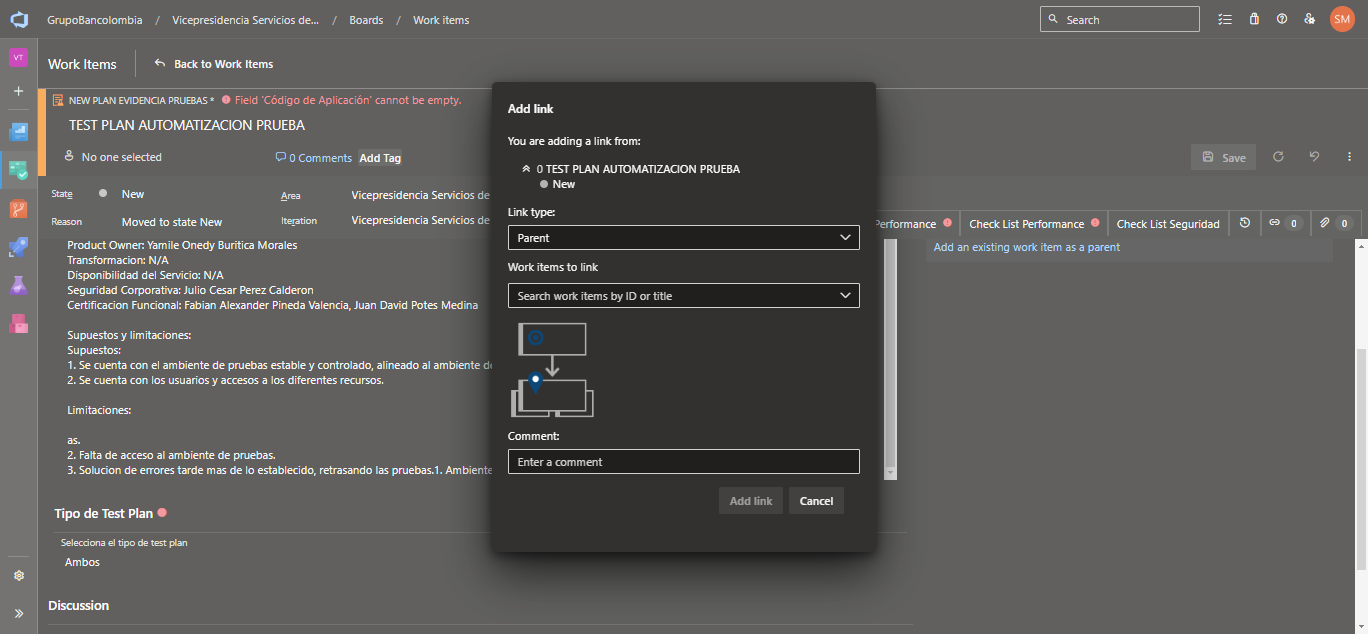 GrupoBancolombia / Vicepresidencia Servicios de... / Boards / Work items
Search
SM
VT
Work Items
Back to Work Items
NEW PLAN EVIDENCIA PRUEBAS * Field 'Código de Aplicación' cannot be empty.
TEST PLAN AUTOMATIZACION PRUEBA
No one selected
0 Comments
Add Tag
Save
State
New
Area
Vicepresidencia Servicios de
Reason
Moved to state New
Iteration
Vicepresidencia Servicios de
Performance
Check List Performance
Check List Seguridad
0
0
Product Owner: Yamile Onedy Buritica Morales
Transformacion: N/A
Disponibilidad del Servicio: N/A
Seguridad Corporativa: Julio Cesar Perez Calderon
Certificacion Funcional: Fabian Alexander Pineda Valencia, Juan David Potes Medina
Supuestos y limitaciones:
Supuestos:
1. Se cuenta con el ambiente de pruebas estable y controlado, alineado al ambiente de
2. Se cuenta con los usuarios y accesos a los diferentes recursos.
Limitaciones:
as.
2. Falta de acceso al ambiente de pruebas.
3. Solucion de errores tarde mas de lo establecido, retrasando las pruebas.1. Ambiente
Tipo de Test Plan
Selecciona el tipo de test plan
Ambos
Discussion
Add link
You are adding a link from:
0 TEST PLAN AUTOMATIZACION PRUEBA
New
Link type:
Parent
Work items to link
Search work items by ID or title
Comment:
Enter a comment
Add link
Cancel
Add an existing work item as a parent